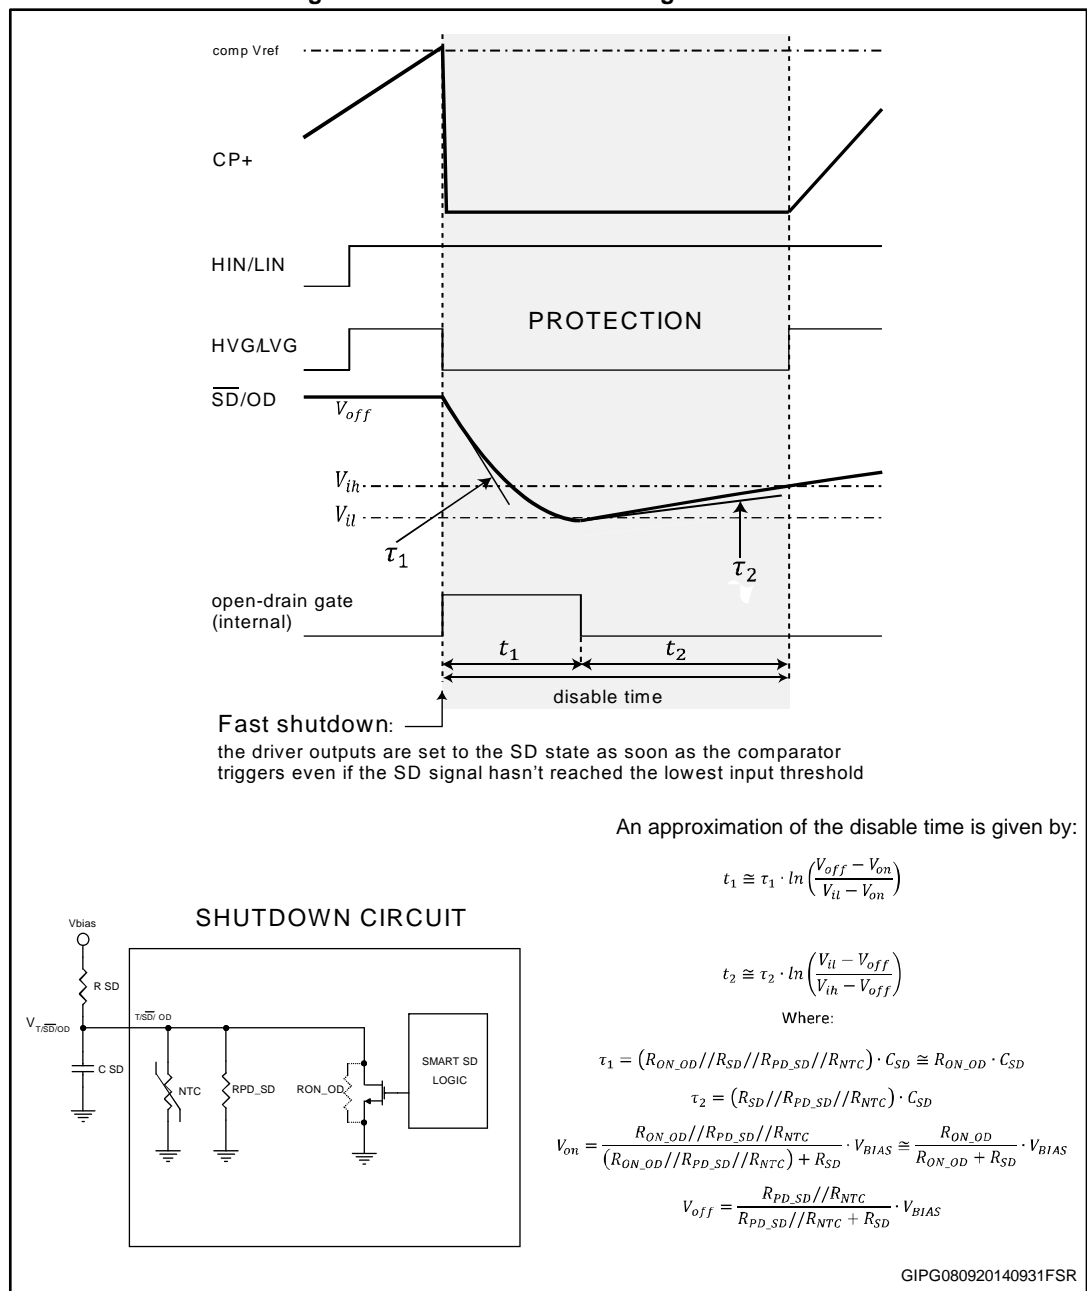 comp Vref
CP+
HIN/LIN
PROTECTION
HVG/LVG
S̅D̅/OD
V_off
V_ih
V_il
τ_1
τ_2
open-drain gate
(internal)
t_1
t_2
disable time
Fast shutdown:
the driver outputs are set to the SD state as soon as the comparator
triggers even if the SD signal hasn't reached the lowest input threshold
An approximation of the disable time is given by:
t_1 ≅ τ_1 · ln((V_off − V_on)/(V_il − V_on))
SHUTDOWN CIRCUIT
Vbias
R SD
V_T/S̅D̅/OD
T/S̅D̅/ OD
C SD
NTC
RPD_SD
RON_OD
SMART SD
LOGIC
t_2 ≅ τ_2 · ln((V_il − V_off)/(V_ih − V_off))
Where:
τ_1 = (R_ON_OD//R_SD//R_PD_SD//R_NTC) · C_SD ≅ R_ON_OD · C_SD
τ_2 = (R_SD//R_PD_SD//R_NTC) · C_SD
V_on = (R_ON_OD//R_PD_SD//R_NTC)/((R_ON_OD//R_PD_SD//R_NTC) + R_SD) · V_BIAS ≅ R_ON_OD/(R_ON_OD + R_SD) · V_BIAS
V_off = (R_PD_SD//R_NTC)/(R_PD_SD//R_NTC + R_SD) · V_BIAS
GIPG080920140931FSR